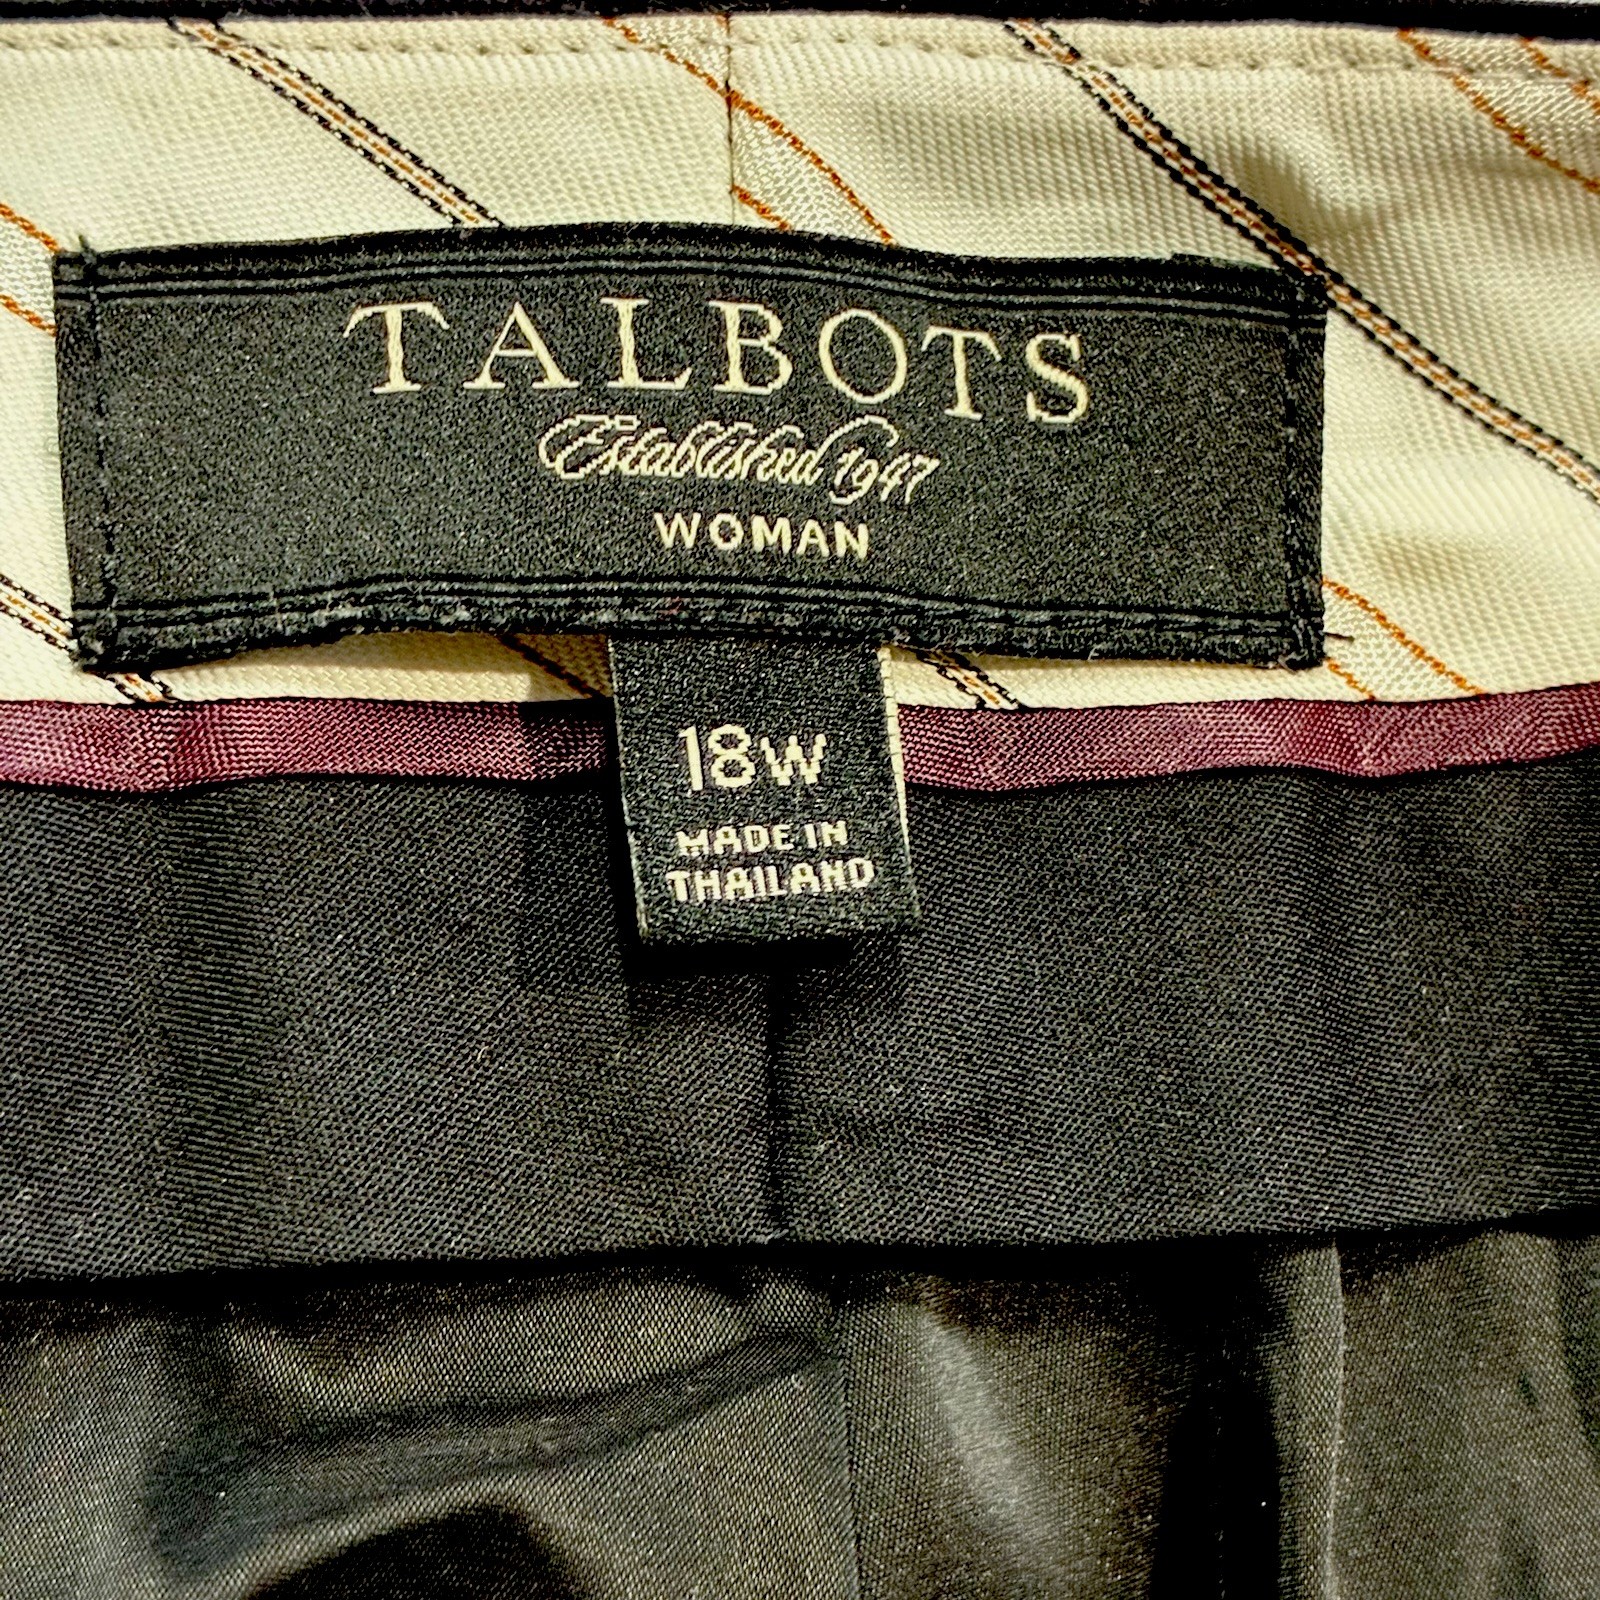 TALBOTS
Established 1947
WOMAN
18W
MADE IN
THAILAND